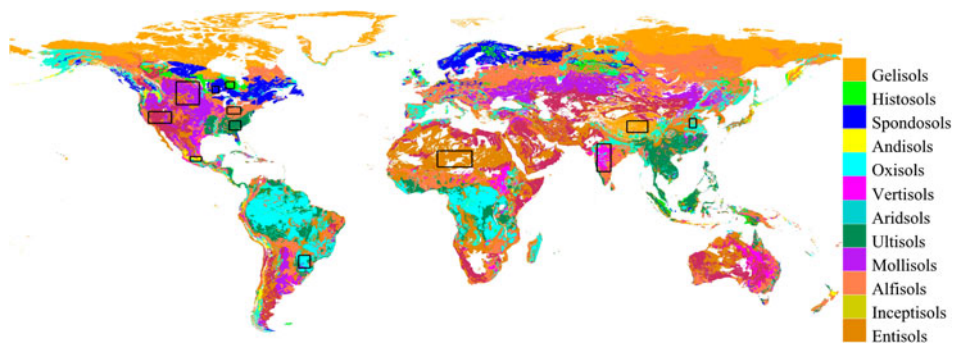 Gelisols
Histosols
Spondosols
Andisols
Oxisols
Vertisols
Aridsols
Ultisols
Mollisols
Alfisols
Inceptisols
Entisols